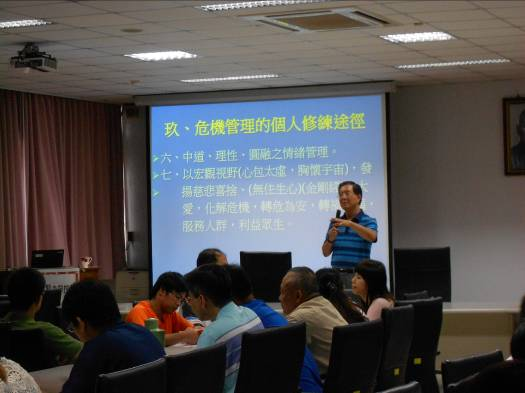 玖、危機管理的個人修練途徑
六、中道、理性、圓融之情緒管理。
七、以宏觀視野(心包太虛，胸懷宇宙)，發
揚慈悲喜捨、(無住生心)(金剛 大
愛，化解危機，轉危為安，轉
服務人群，利益眾生。